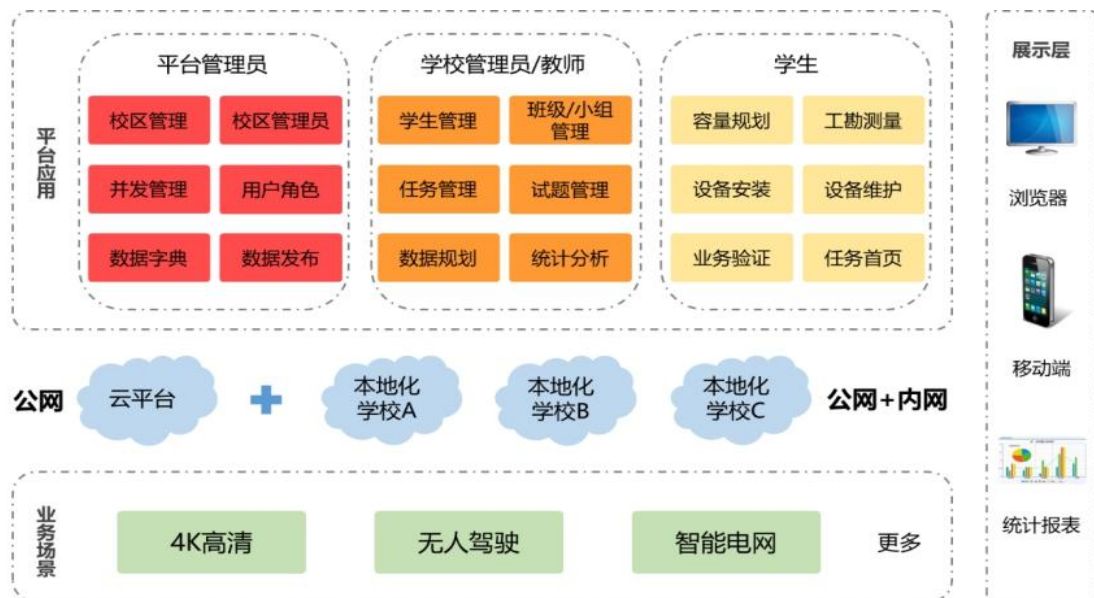 平台应用
平台管理员
校区管理
校区管理员
并发管理
用户角色
数据字典
数据发布
学校管理员/教师
学生管理
班级/小组
管理
任务管理
试题管理
数据规划
统计分析
学生
容量规划
工勘测量
设备安装
设备维护
业务验证
任务首页
公网
云平台
本地化
学校A
本地化
学校B
本地化
学校C
公网+内网
业务场景
4K高清
无人驾驶
智能电网
更多
展示层
浏览器
移动端
统计报表